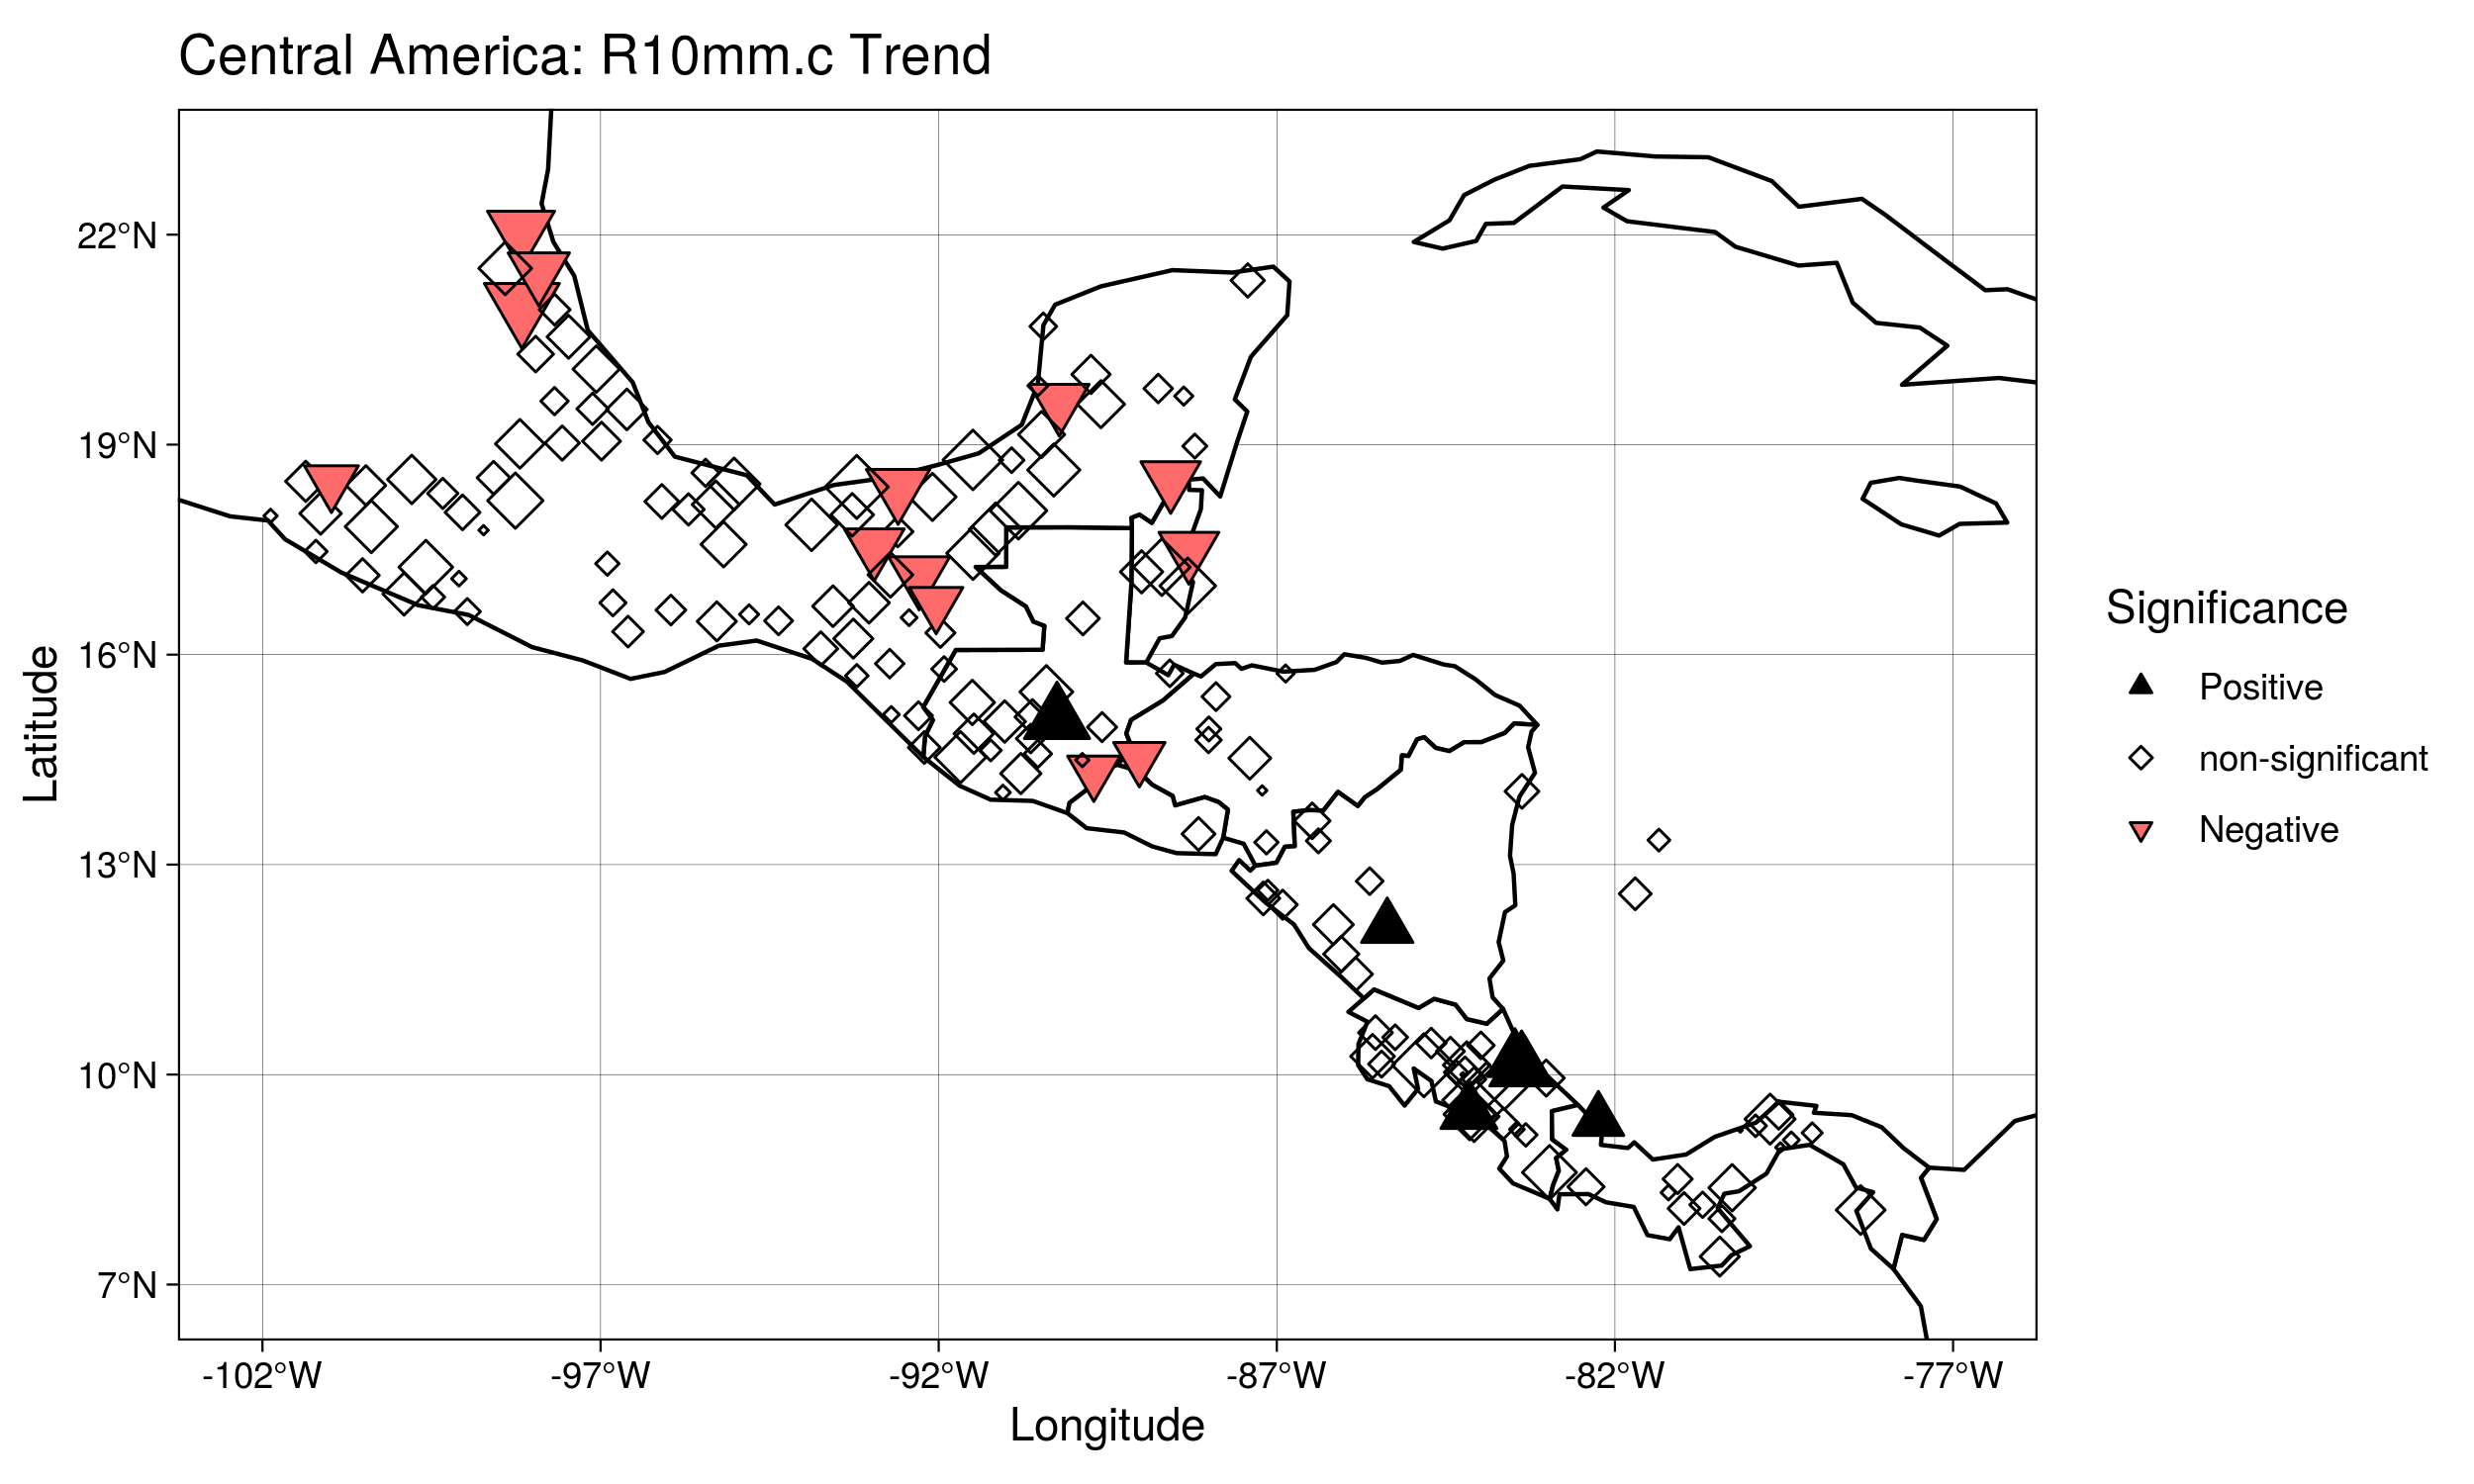 Central America: R10mm.c Trend
22°N
19°N
16°N
13°N
10°N
7°N
Latitude
-102°W
-97°W
-92°W
-87°W
-82°W
-77°W
Longitude
Significance
Positive
non-significant
Negative